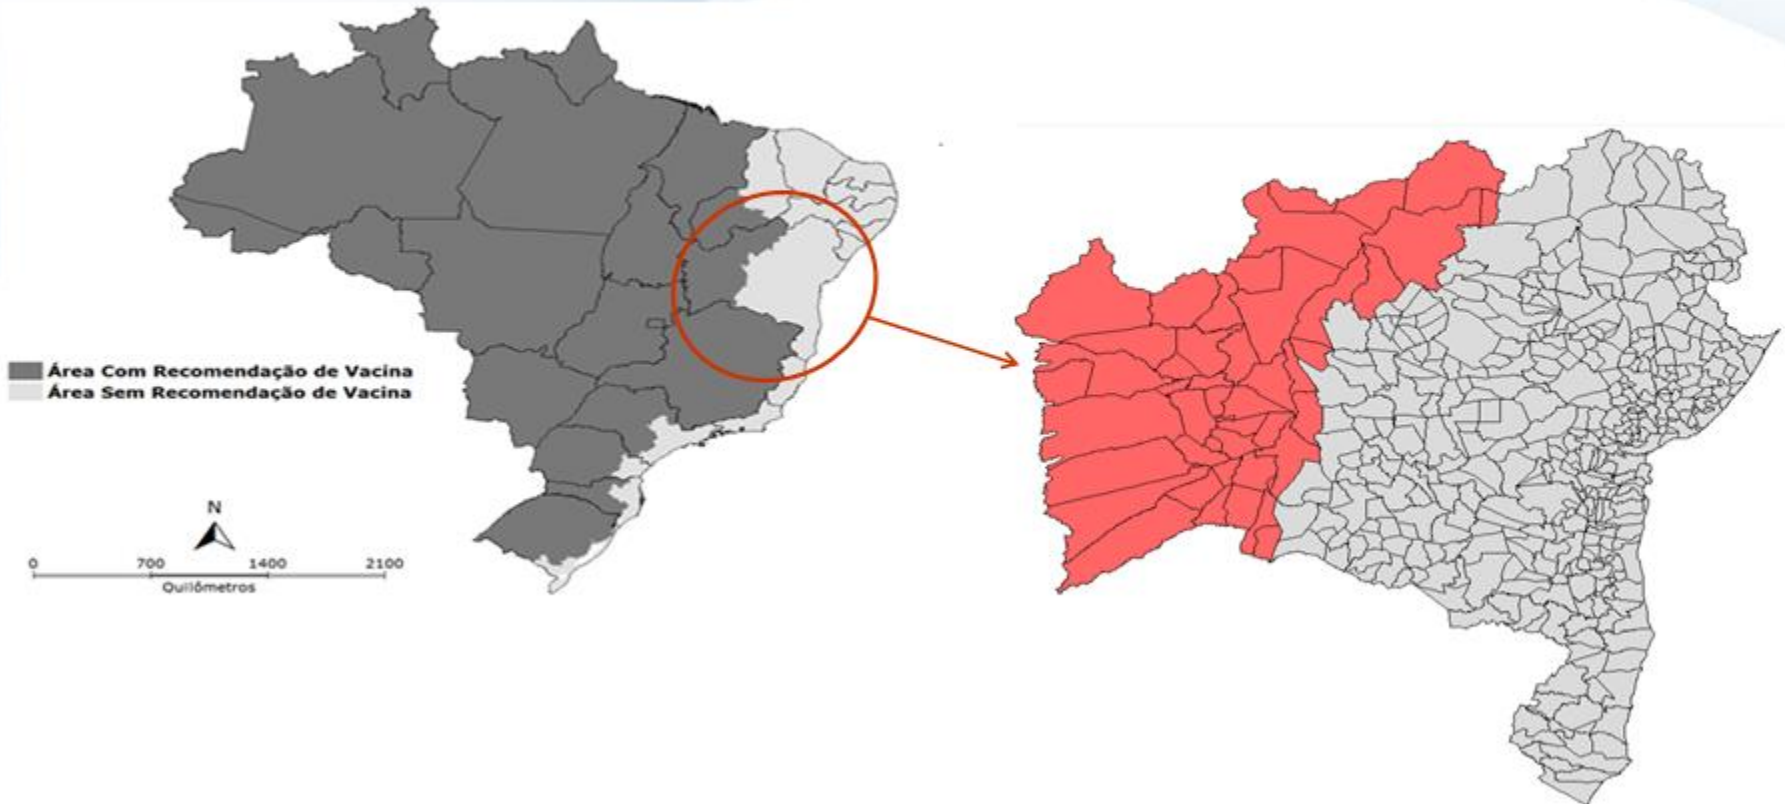 Área Com Recomendação de Vacina
Área Sem Recomendação de Vacina
N
0 700 1400 2100
Quilômetros